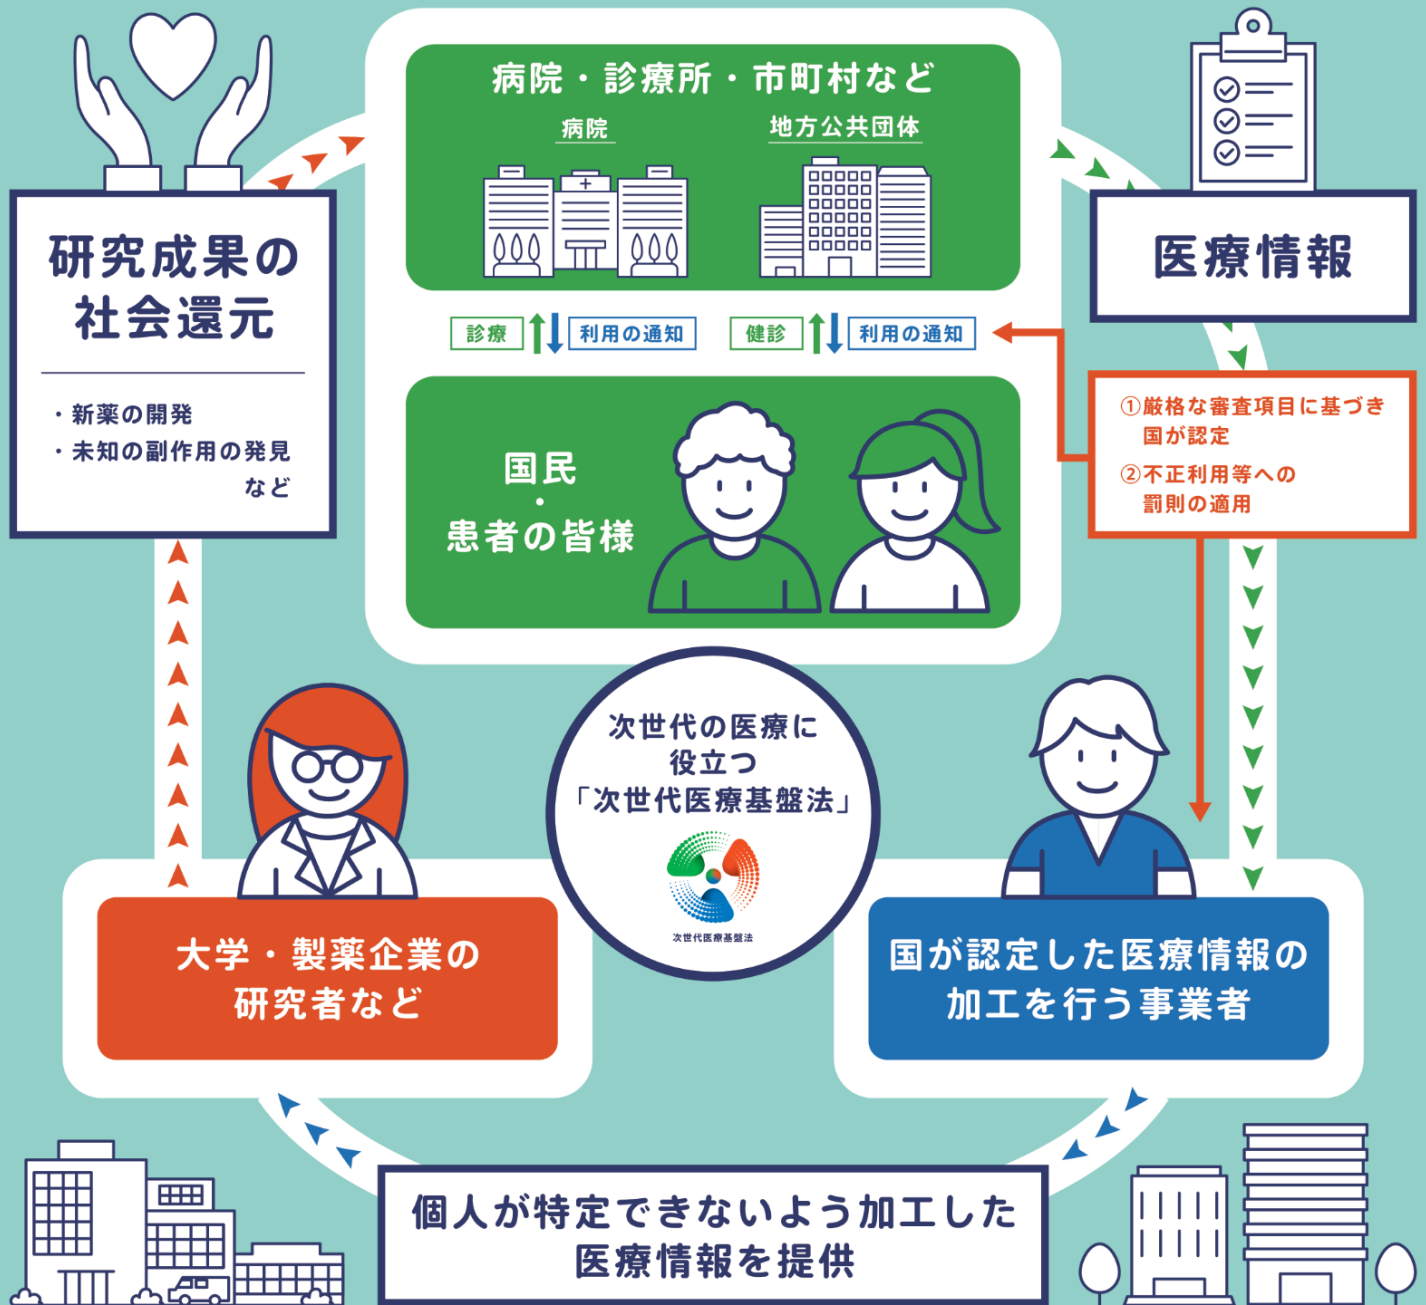 病院・診療所・市町村など
病院
地方公共団体
診療
利用の通知
健診
利用の通知
国民
・
患者の皆様
医療情報
①厳格な審査項目に基づき
国が認定
②不正利用等への
罰則の適用
国が認定した医療情報の
加工を行う事業者
個人が特定できないよう加工した
医療情報を提供
大学・製薬企業の
研究者など
研究成果の
社会還元
・新薬の開発
・未知の副作用の発見
など
次世代の医療に
役立つ
「次世代医療基盤法」
次世代医療基盤法